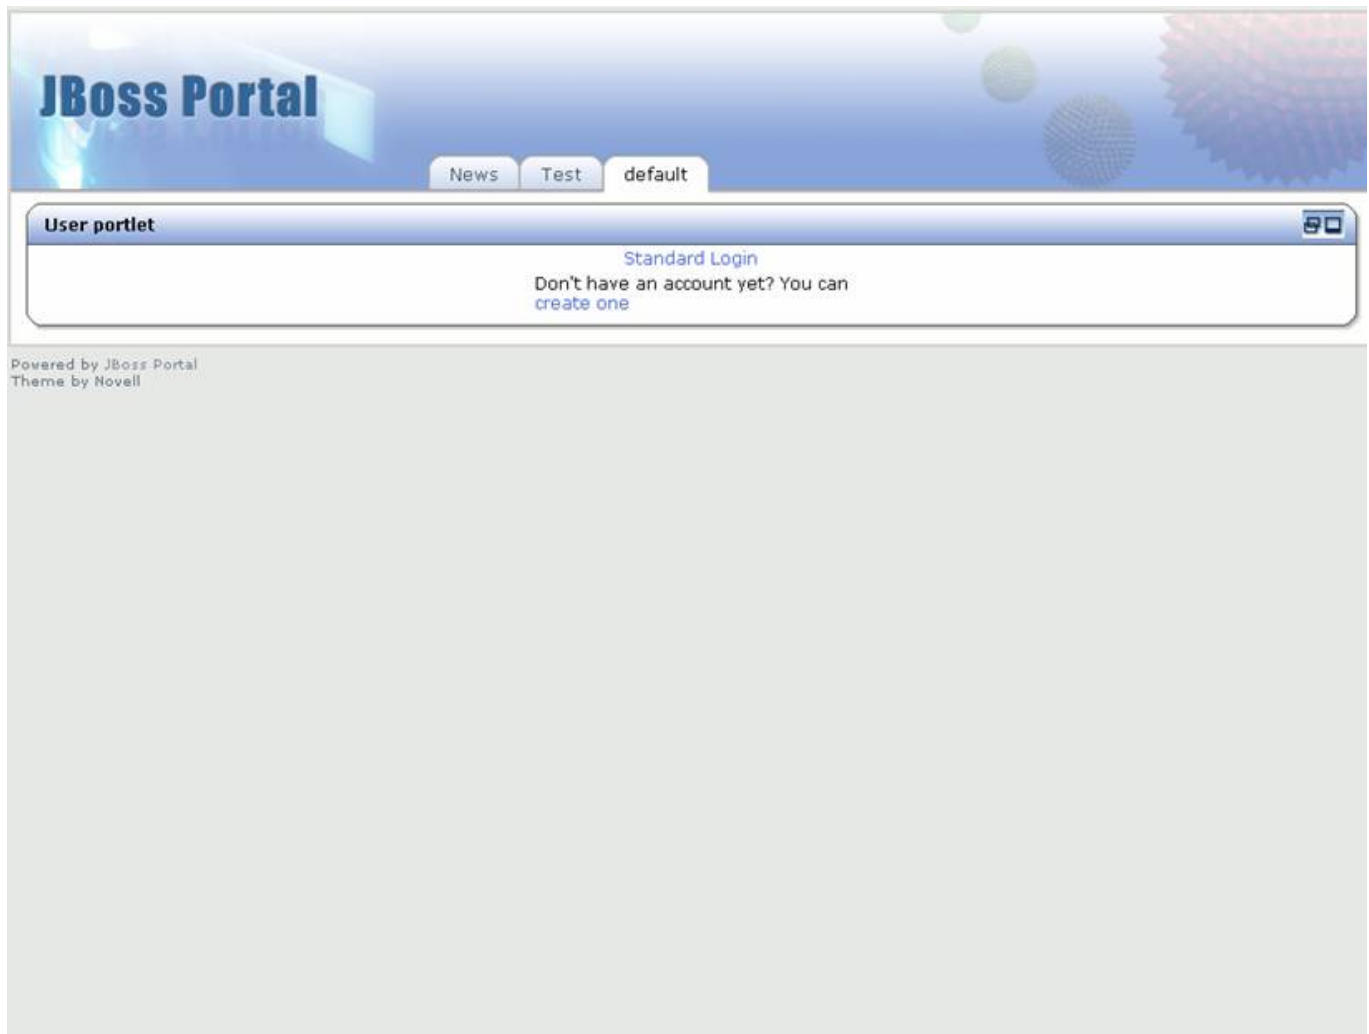 JBoss Portal
News Test default
User portlet
Standard Login
Don't have an account yet? You can
create one
Powered by JBoss Portal
Theme by Novell